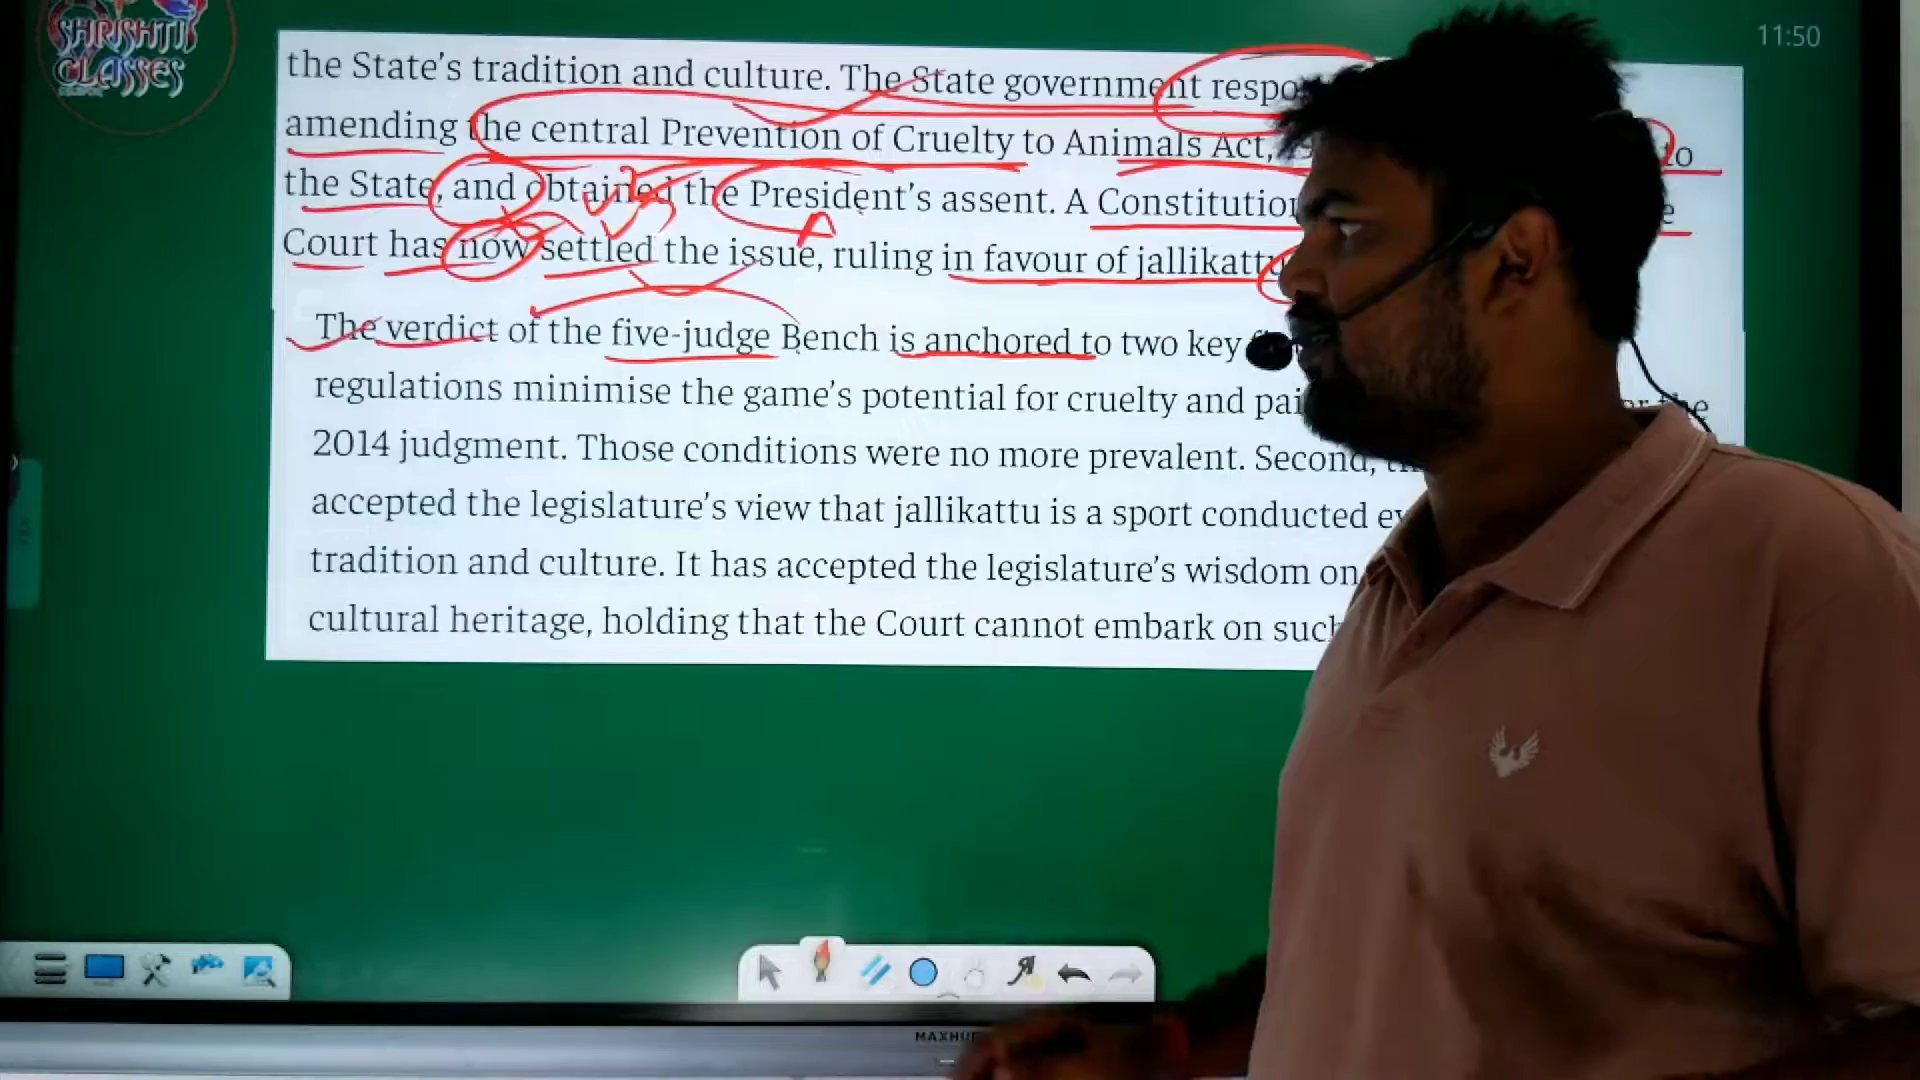 SHRISHTI
CLASSES
11:50
the State's tradition and culture. The State government
amending the central Prevention of Cruelty to Animals Act, to
the State, and obtained the President's assent. A
Court has now settled the issue, ruling in favour of jallikattu
The verdict of the five-judge Bench is anchored to two key
regulations minimise the game's potential for cruelty and the
2014 judgment. Those conditions were no more prevalent. Second,
accepted the legislature's view that jallikattu is a sport conducted
tradition and culture. It has accepted the legislature's wisdom on
cultural heritage, holding that the Court cannot embark on such